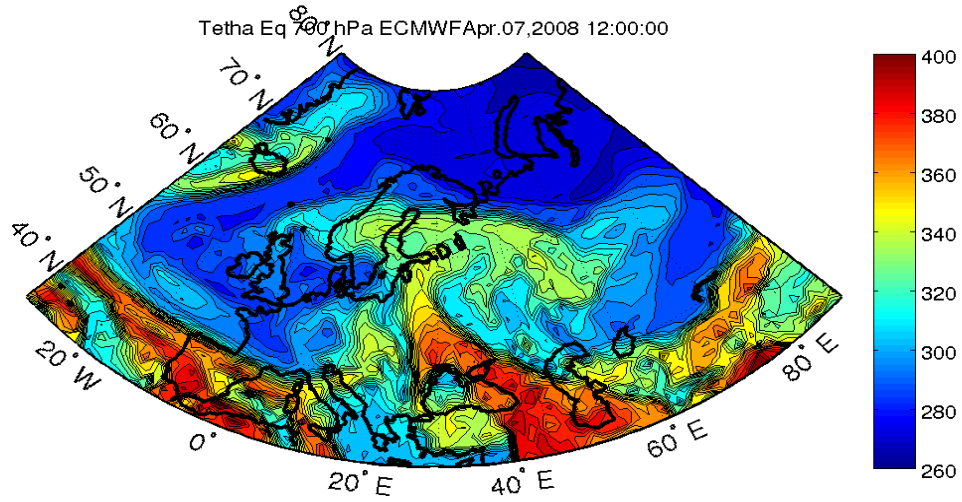 Tetha Eq 700 hPa ECMWFApr.07,2008 12:00:00
80° N
70° N
60° N
50° N
40° N
20° W
0°
20° E
40° E
60° E
80° E
400
380
360
340
320
300
280
260